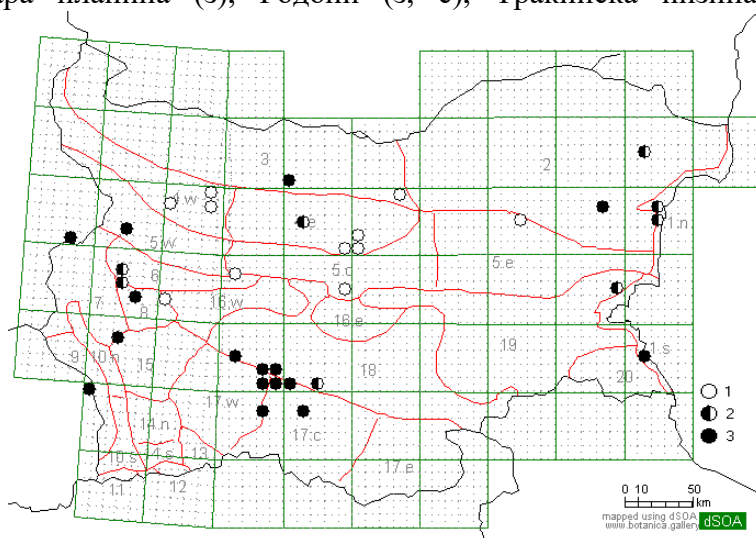 ра планина (з), Родопи (з, с), Тракийска низина
3
2
4.w
1.n.
5.w
5.c
5.e
6
7
8
16.w
16.e
9
10.n
15
18
19
1.s
20
17.w
14.n
17.c
10.s
14.s
13
17.e
11
12
1
2
3
0 10 50
km
mapped using dSOA
www.botanica.gallery
dSOA